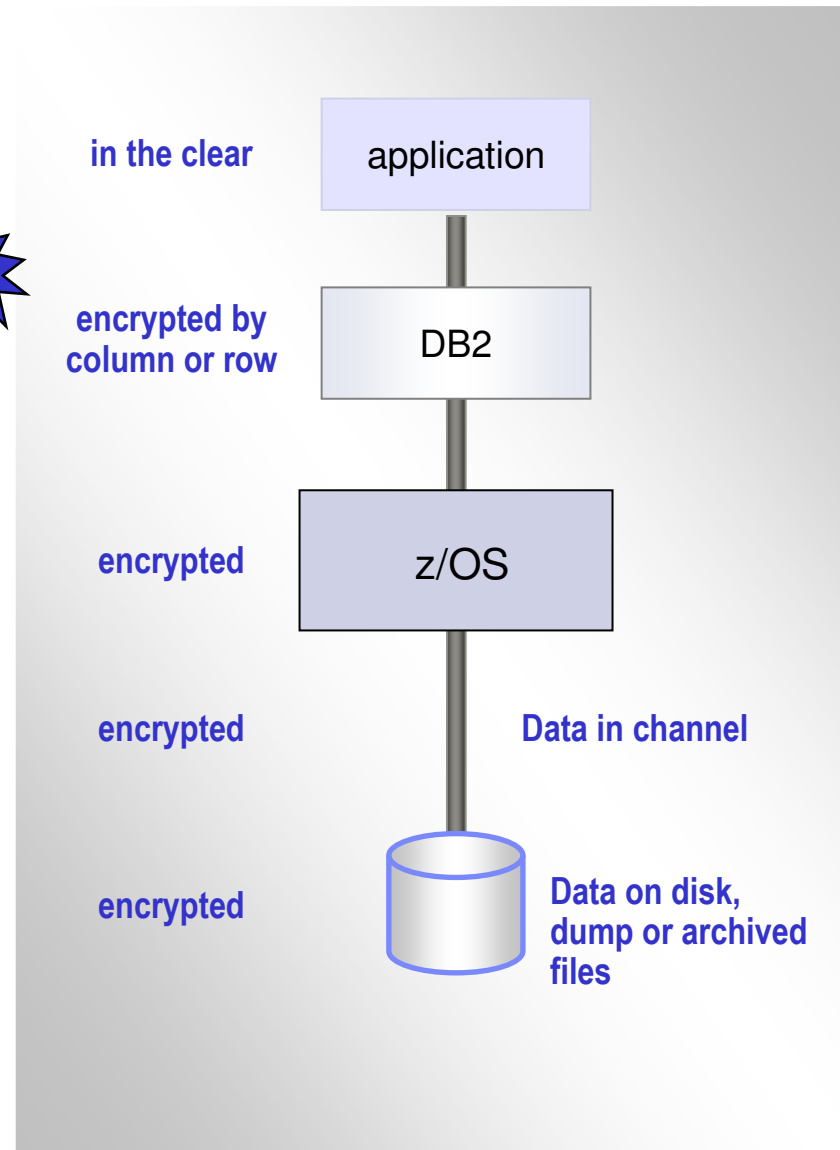 in the clear
application
encrypted by
column or row
DB2
encrypted
z/OS
encrypted
Data in channel
encrypted
Data on disk,
dump or archived
files